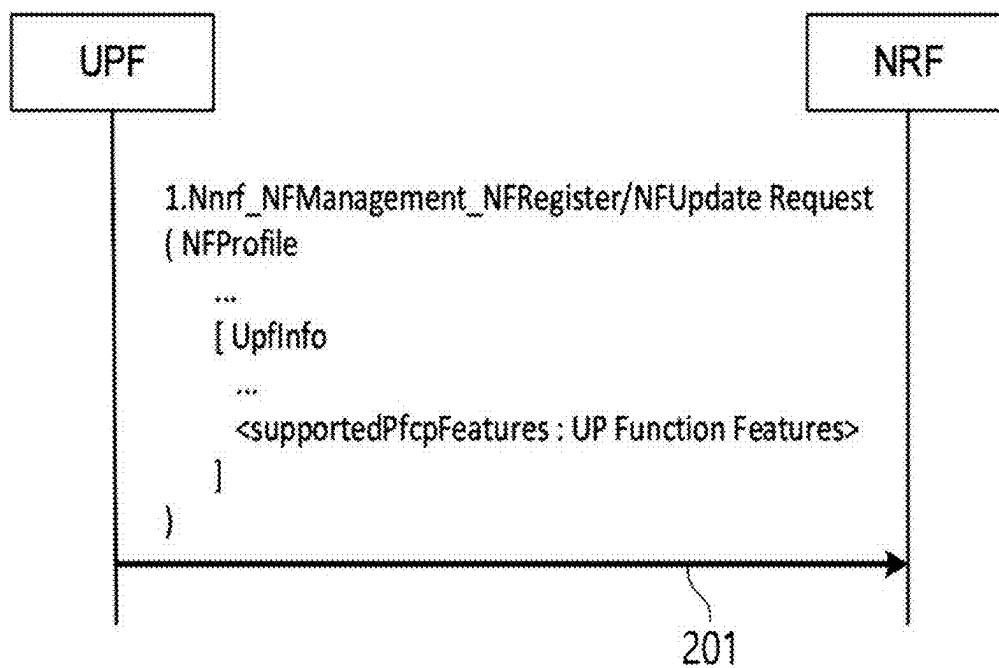 UPF
NRF
1.Nnrf_NFManagement_NFRegister/NFUpdate Request
( NFProfile
...
[ UpfInfo
...
<supportedPfcpFeatures : UP Function Features>
]
)
201